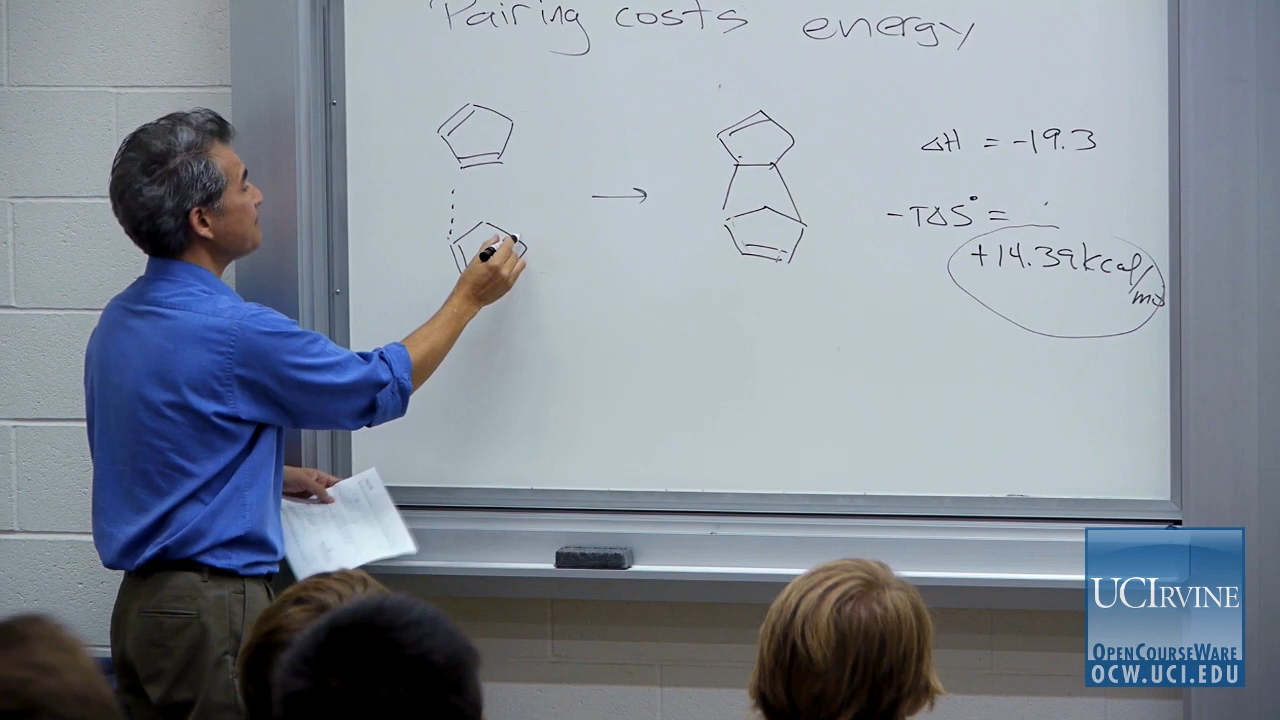 "Pairing costs energy
ΔH = -19.3
-TΔS° =
+14.39 kcal/mol
UCIRVINE
OPENCOURSEWARE
OCW.UCI.EDU